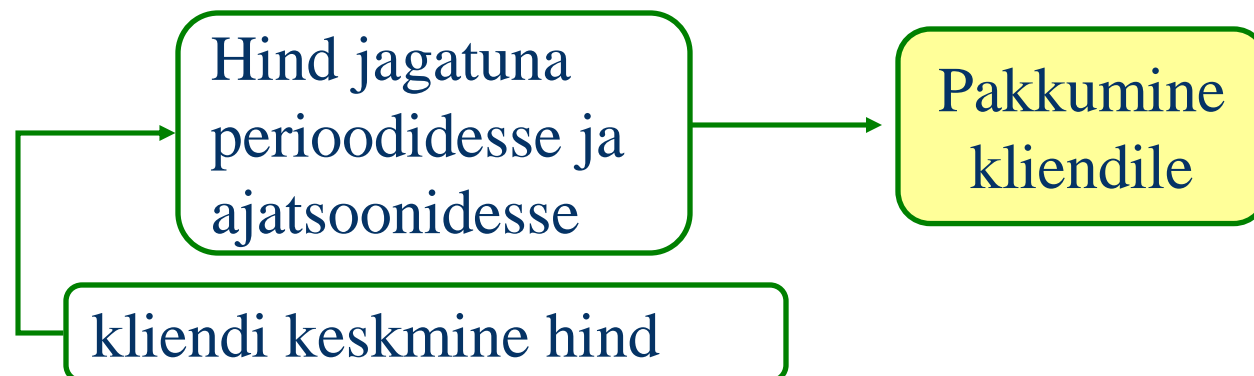 Hind jagatuna
perioodidesse ja
ajatsoonidesse
Pakkumine
kliendile
kliendi keskmine hind